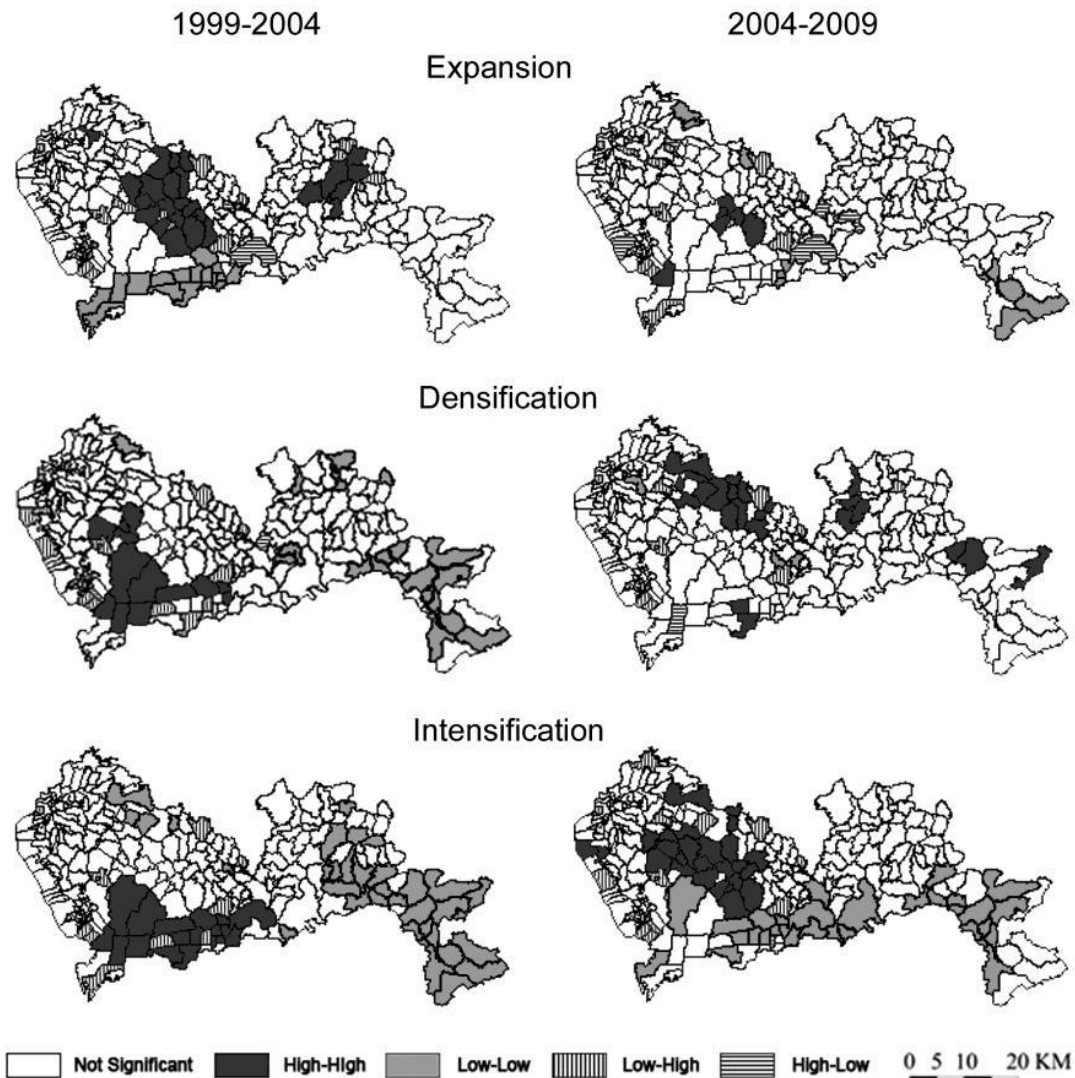 1999-2004 2004-2009
Expansion
Densification
Intensification
Not Significant High-HIgh Low-Low Low-High High-Low 0 5 10 20 KM